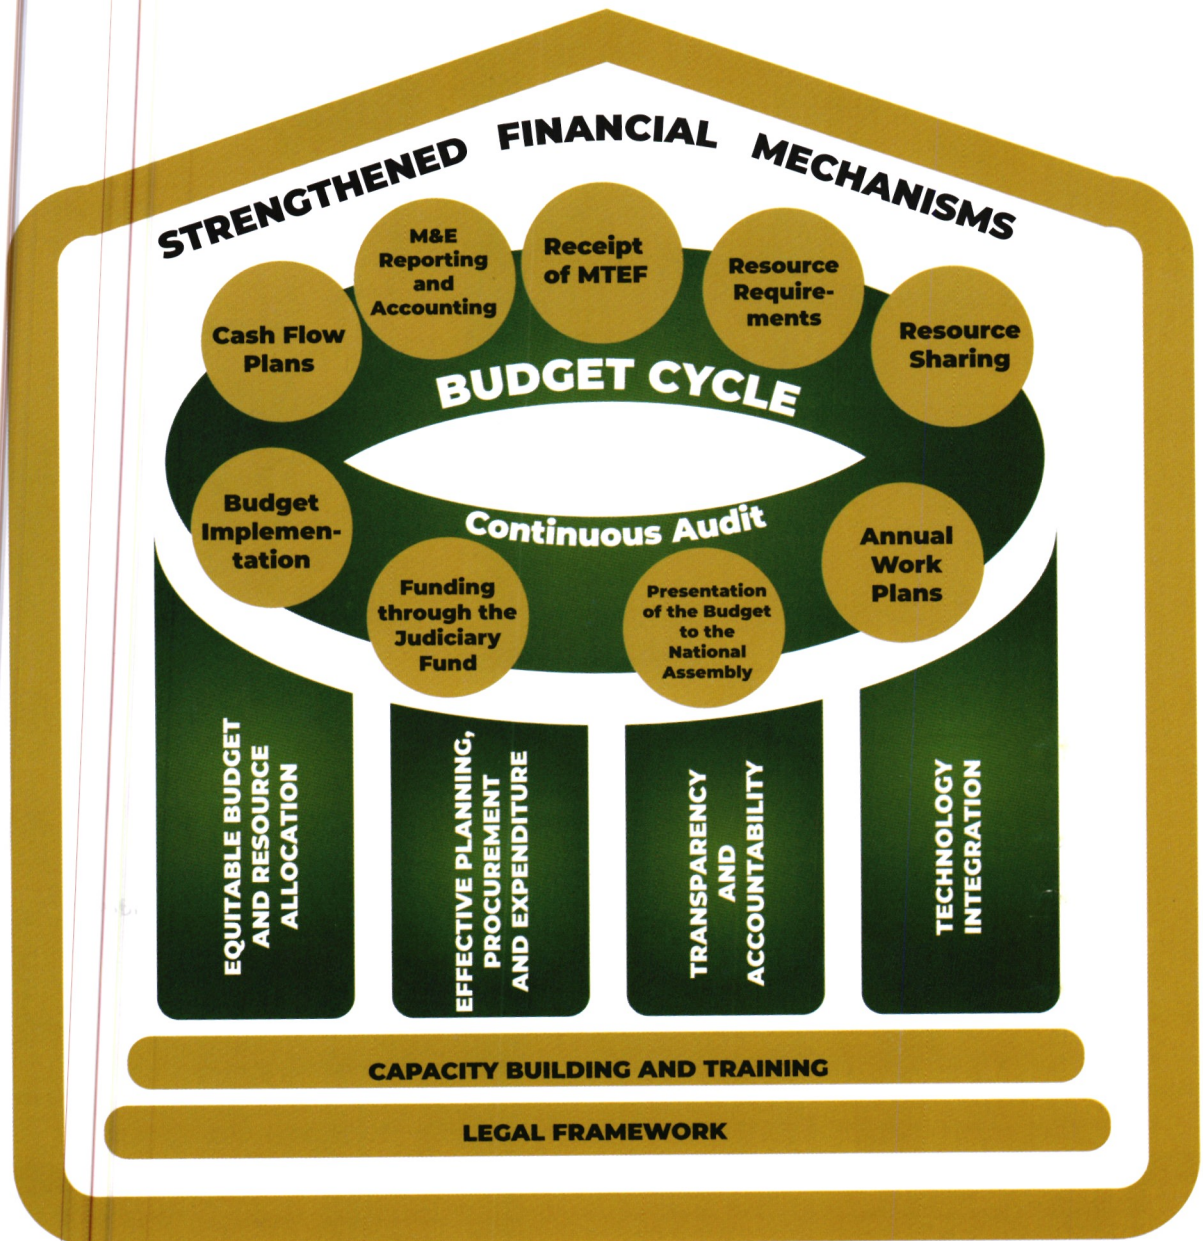 STRENGTHENED FINANCIAL MECHANISMS
M&E
Reporting
and
Accounting
Receipt
of MTEF
Resource
Require-
ments
Resource
Sharing
Cash Flow
Plans
BUDGET CYCLE
Continuous Audit
Budget
Implemen-
tation
Funding
through the
Judiciary
Fund
Presentation
of the Budget
to the
National
Assembly
Annual
Work
Plans
EQUITABLE BUDGET
AND RESOURCE
ALLOCATION
EFFECTIVE PLANNING,
PROCUREMENT
AND EXPENDITURE
TRANSPARENCY
AND
ACCOUNTABILITY
TECHNOLOGY
INTEGRATION
CAPACITY BUILDING AND TRAINING
LEGAL FRAMEWORK